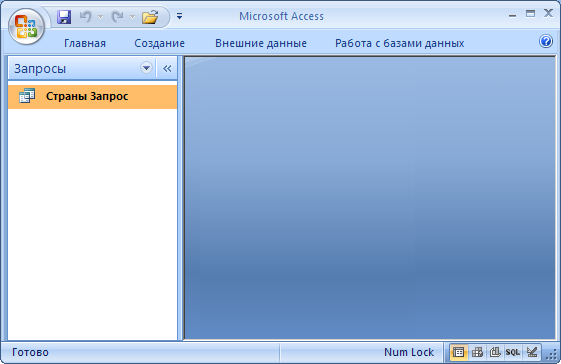 Microsoft Access
Главная Создание Внешние данные Работа с базами данных
Запросы
Страны Запрос
Готово Num Lock SQL